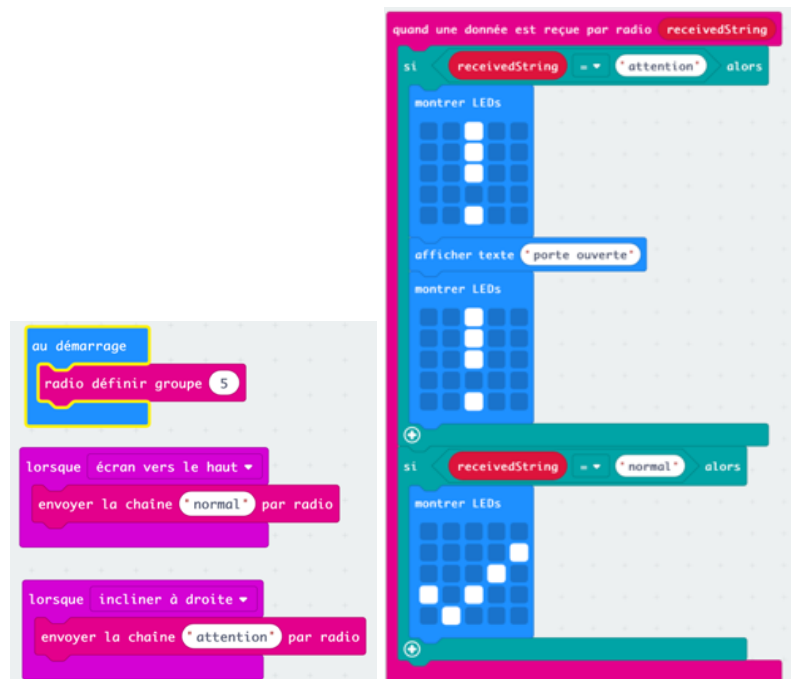 au démarrage
radio définir groupe 5
lorsque écran vers le haut
envoyer la chaîne "normal" par radio
lorsque incliner à droite
envoyer la chaîne "attention" par radio
quand une donnée est reçue par radio receivedString
si receivedString = "attention" alors
montrer LEDs
afficher texte "porte ouverte"
montrer LEDs
si receivedString = "normal" alors
montrer LEDs